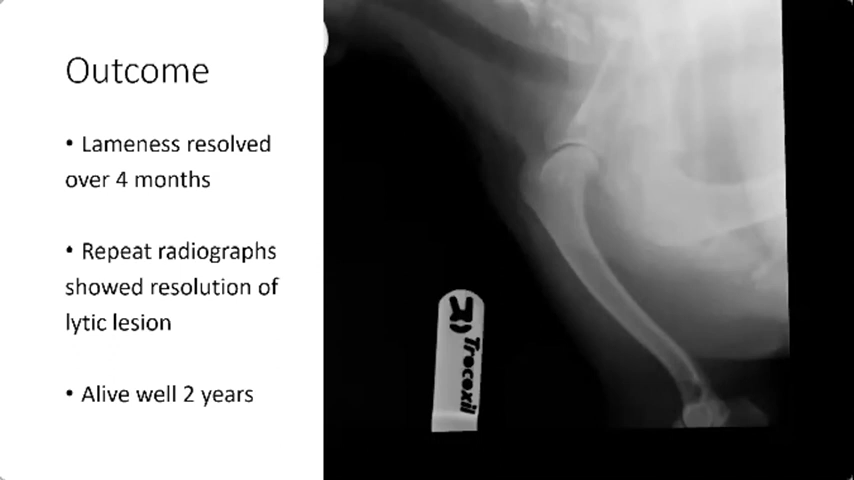 Outcome
• Lameness resolved
over 4 months
• Repeat radiographs
showed resolution of
lytic lesion
• Alive well 2 years
R)
Trocoxil